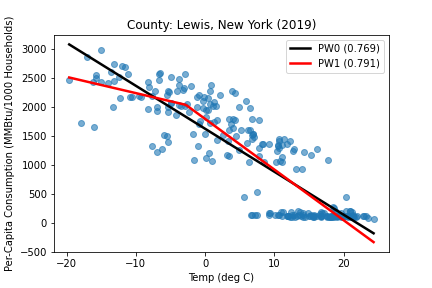 County: Lewis, New York (2019)
Per-Capita Consumption (MMBtu/1000 Households)
3000
2500
2000
1500
1000
500
0
−500
PW0 (0.769)
PW1 (0.791)
−20
−10
0
10
20
Temp (deg C)